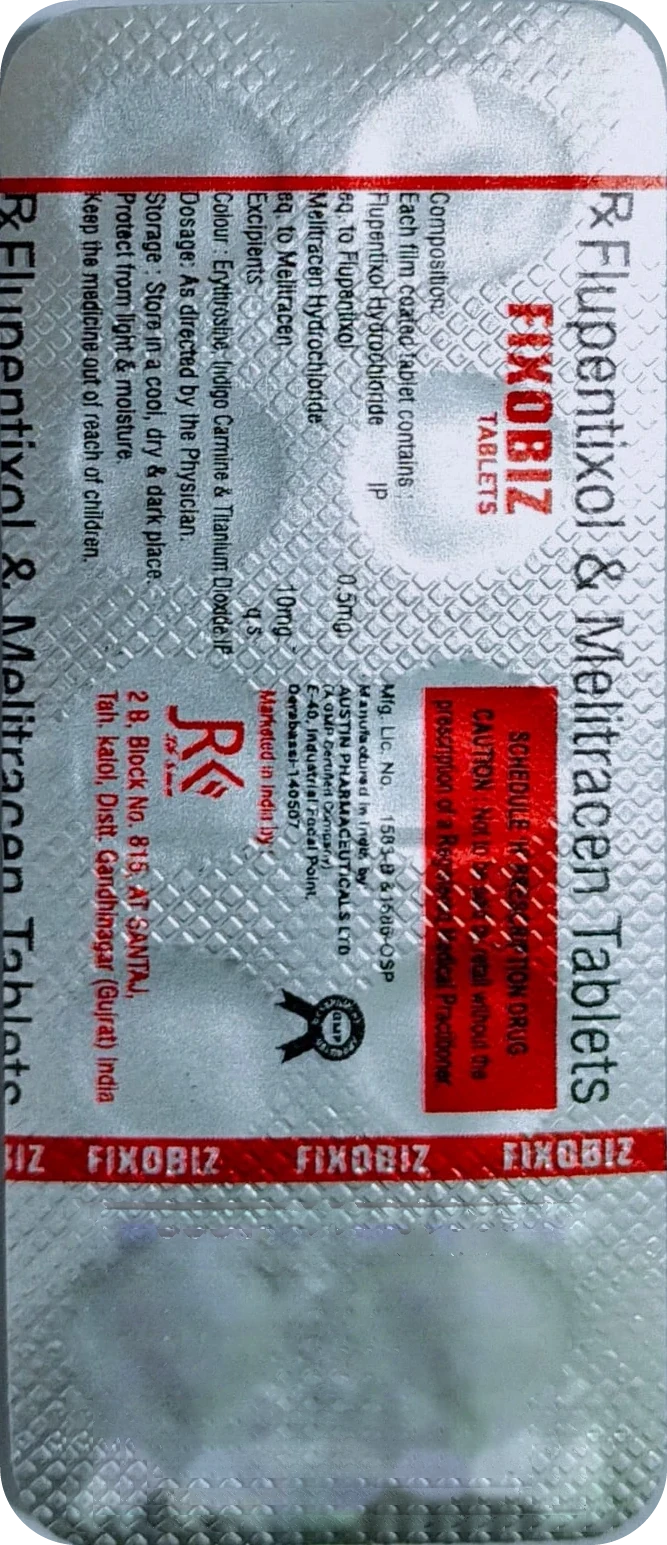 ℞ Flupentixol & Melitracen Tablets
FIXOBIZ
TABLETS
Composition:
Each film coated tablet contains :
Flupentixol Hydrochloride IP
eq. to Flupentixol 0.5mg
Melitracen Hydrochloride
eq. to Melitracen 10mg
Excipients q.s
Colour : Erythrosine, Indigo Carmine & Titanium Dioxide IP
Dosage: As directed by the Physician.
Storage : Store in a cool, dry & dark place.
Protect from light & moisture.
Keep the medicine out of reach of children.
SCHEDULE H PRESCRIPTION DRUG
CAUTION : Not to be sold by retail without the
prescription of a Registered Medical Practitioner
Mfg. Lic. No.
Manufactured in India by
AUSTIN PHARMACEUTICALS LTD
(A GMP Certified Company)
E-40, Industrial Focal Point,
Derabassi-140507
GMP
Marketed in India by
2 B, Block No. 815, AT SANTAJ,
Tah. kalol, Distt. Gandhinagar (Gujrat) India
℞ Flupentixol & Melitracen Tablets
FIXOBIZ FIXOBIZ FIXOBIZ IZ